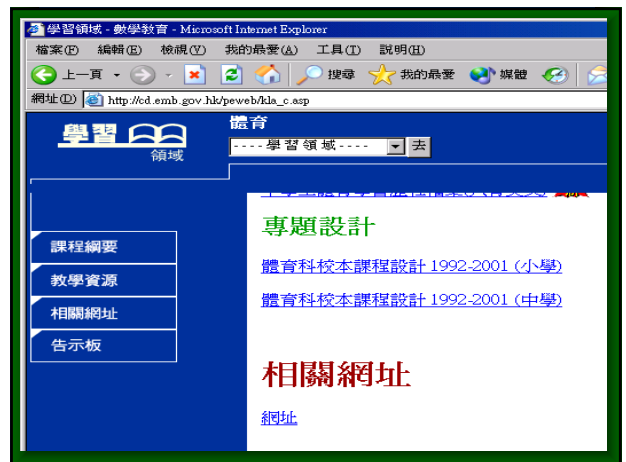 學習領域 - 數學教育 - Microsoft Internet Explorer
檔案(F) 編輯(E) 檢視(V) 我的最愛(A) 工具(T) 說明(H)
上一頁 搜尋 我的最愛 媒體
網址(D) http://cd.emb.gov.hk/peweb/kla_c.asp
學習
領域
體育
----學習領域---- 去
專題設計
體育科校本課程設計 1992-2001 (小學)
體育科校本課程設計 1992-2001 (中學)
課程綱要
教學資源
相關網址
告示板
相關網址
網址